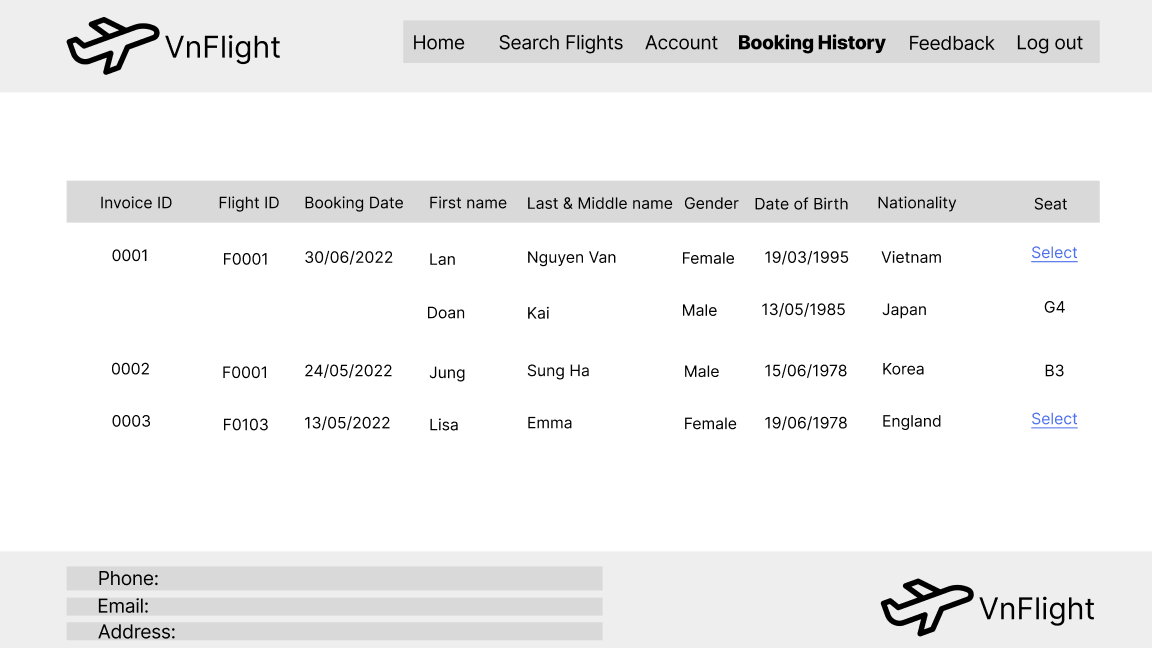 VnFlight
Home Search Flights Account Booking History Feedback Log out
Invoice ID Flight ID Booking Date First name Last & Middle name Gender Date of Birth Nationality Seat
0001 F0001 30/06/2022 Lan Nguyen Van Female 19/03/1995 Vietnam Select
Doan Kai Male 13/05/1985 Japan G4
0002 F0001 24/05/2022 Jung Sung Ha Male 15/06/1978 Korea B3
0003 F0103 13/05/2022 Lisa Emma Female 19/06/1978 England Select
Phone:
Email:
Address:
VnFlight